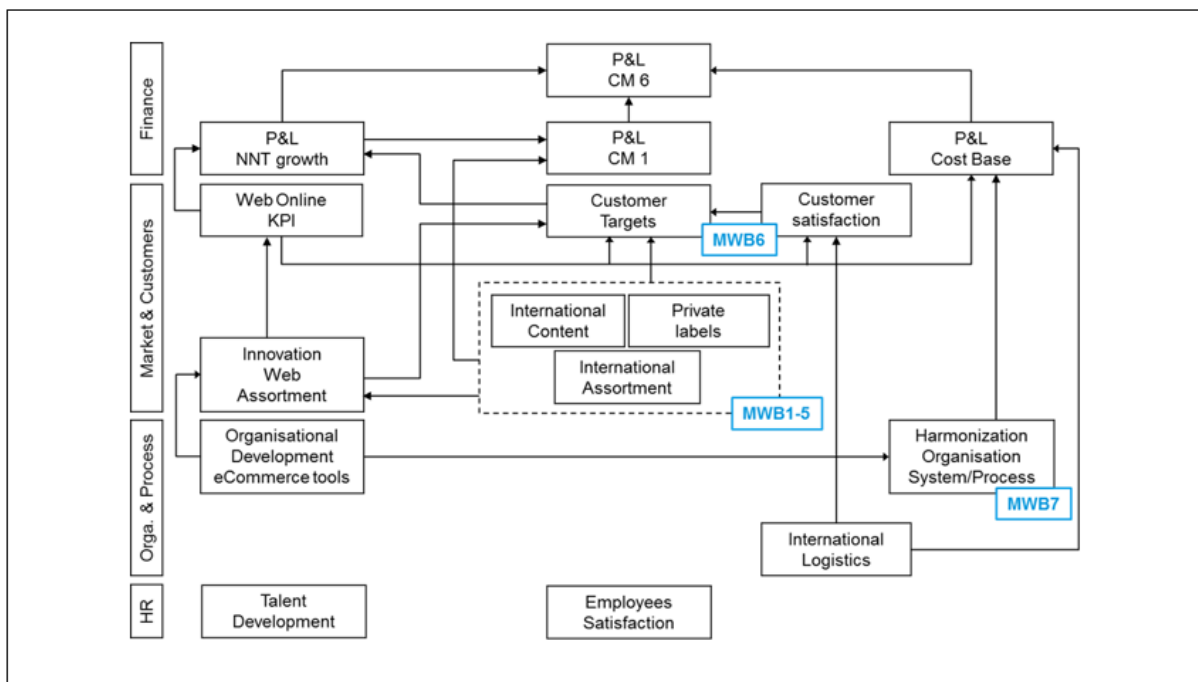 Finance
P&L
CM 6
P&L
NNT growth
P&L
CM 1
P&L
Cost Base
Market & Customers
Web Online
KPI
Customer
Targets
MWB6
Customer
satisfaction
International
Content
Private
labels
International
Assortment
MWB1-5
Innovation
Web
Assortment
Orga. & Process
Organisational
Development
eCommerce tools
Harmonization
Organisation
System/Process
MWB7
International
Logistics
HR
Talent
Development
Employees
Satisfaction